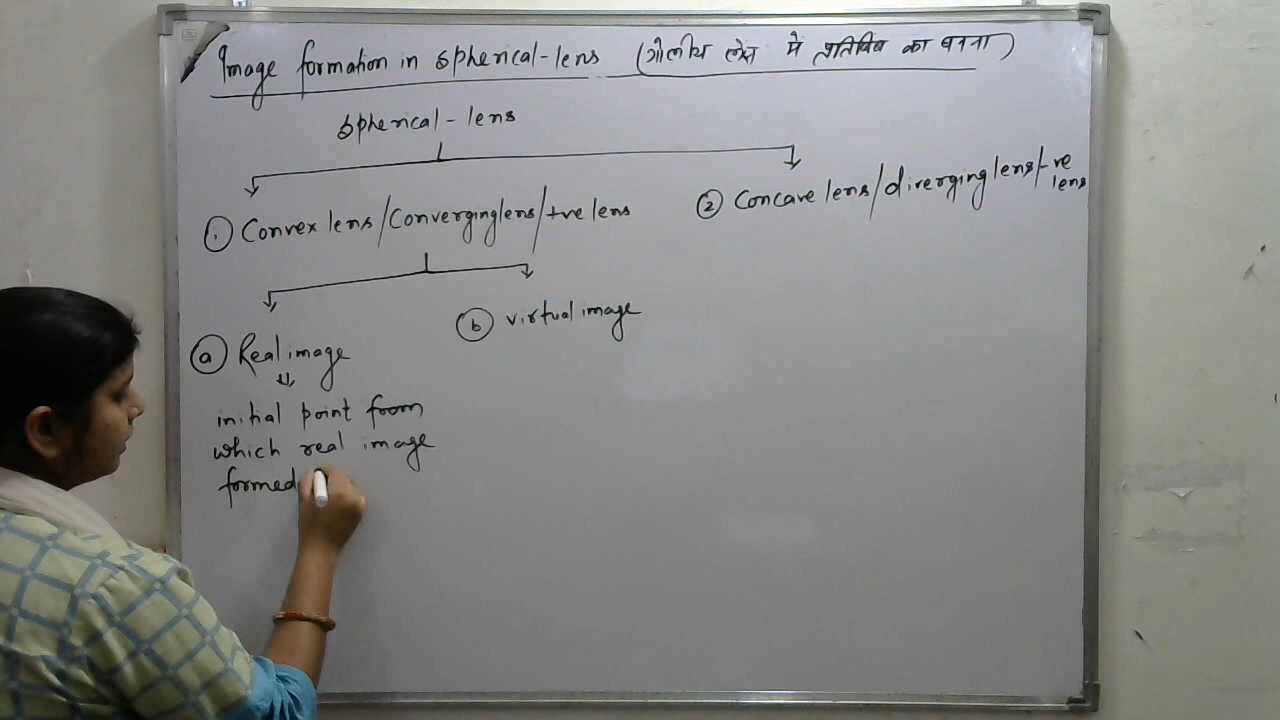 Image formation in spherical-lens (गोलीय लेंस में प्रतिबिंब का बनना)
spherical-lens
① Convex lens/Converging lens/+ve lens
② Concave lens/diverging lens/-ve lens
ⓐ Real image
ⓑ virtual image
initial point from
which real image
formed